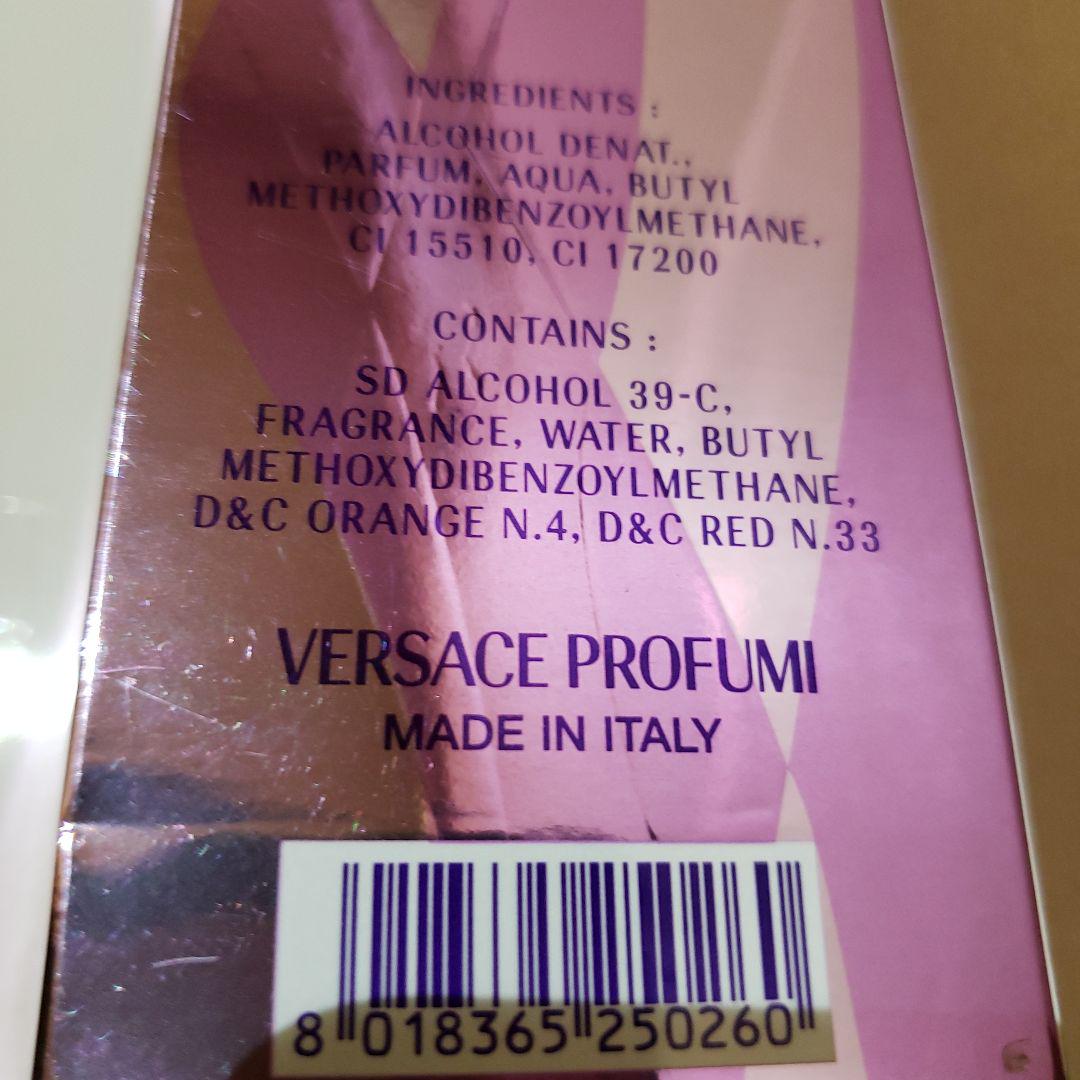 INGREDIENTS :
ALCOHOL DENAT.,
PARFUM, AQUA, BUTYL
METHOXYDIBENZOYLMETHANE,
CI 15510, CI 17200
CONTAINS :
SD ALCOHOL 39-C,
FRAGRANCE, WATER, BUTYL
METHOXYDIBENZOYLMETHANE,
D&C ORANGE N.4, D&C RED N.33
VERSACE PROFUMI
MADE IN ITALY
8 018365 250260